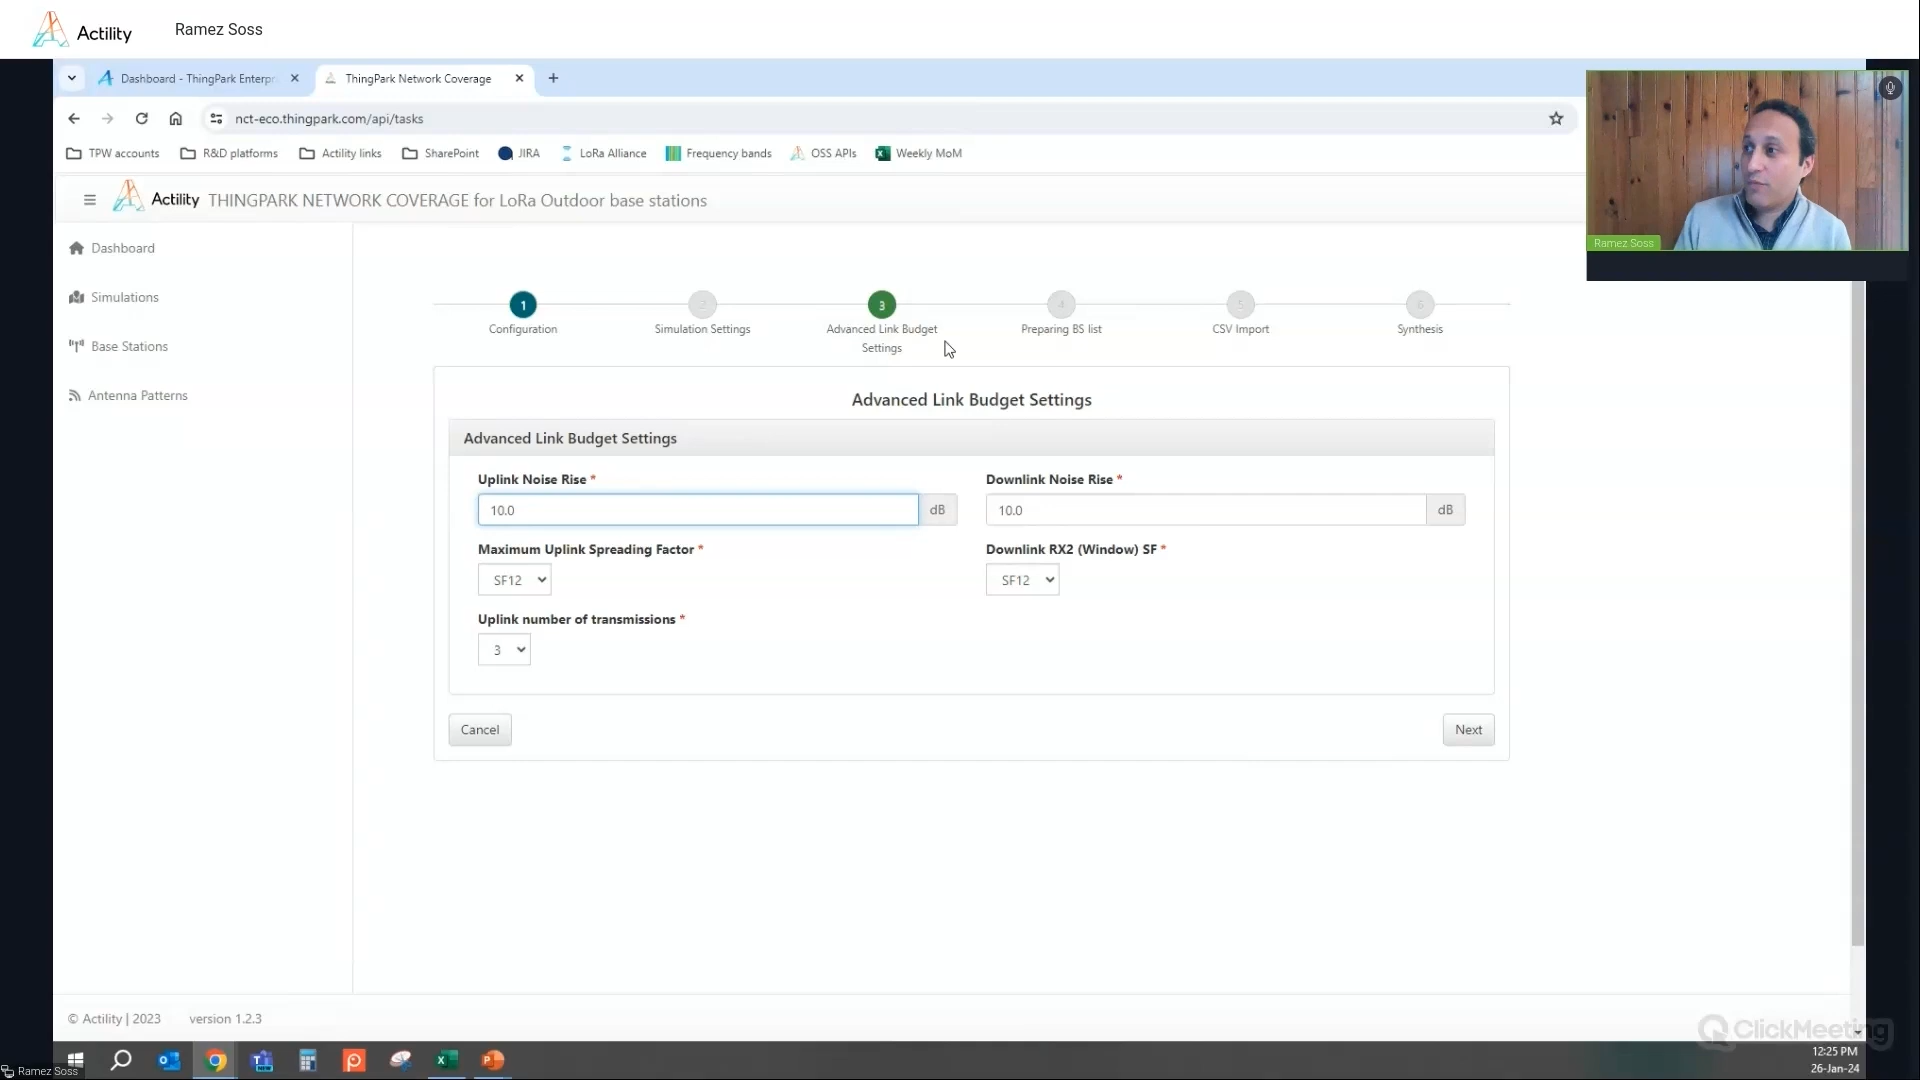 Actility
Ramez Soss
Dashboard - ThingPark Enterpr
ThingPark Network Coverage
nct-eco.thingpark.com/api/tasks
TPW accounts
R&D platforms
Actility links
SharePoint
JIRA
LoRa Alliance
Frequency bands
OSS APIs
Weekly MoM
Ramez Soss
Actility THINGPARK NETWORK COVERAGE for LoRa Outdoor base stations
Dashboard
Simulations
Base Stations
Antenna Patterns
1
2
3
4
5
6
Configuration
Simulation Settings
Advanced Link Budget
Settings
Preparing BS list
CSV Import
Synthesis
Advanced Link Budget Settings
Advanced Link Budget Settings
Uplink Noise Rise *
10.0 dB
Downlink Noise Rise *
10.0 dB
Maximum Uplink Spreading Factor *
SF12
Downlink RX2 (Window) SF *
SF12
Uplink number of transmissions *
3
Cancel
Next
© Actility | 2023
version 1.2.3
ClickMeeting
12:25 PM
26-Jan-24
Ramez Soss